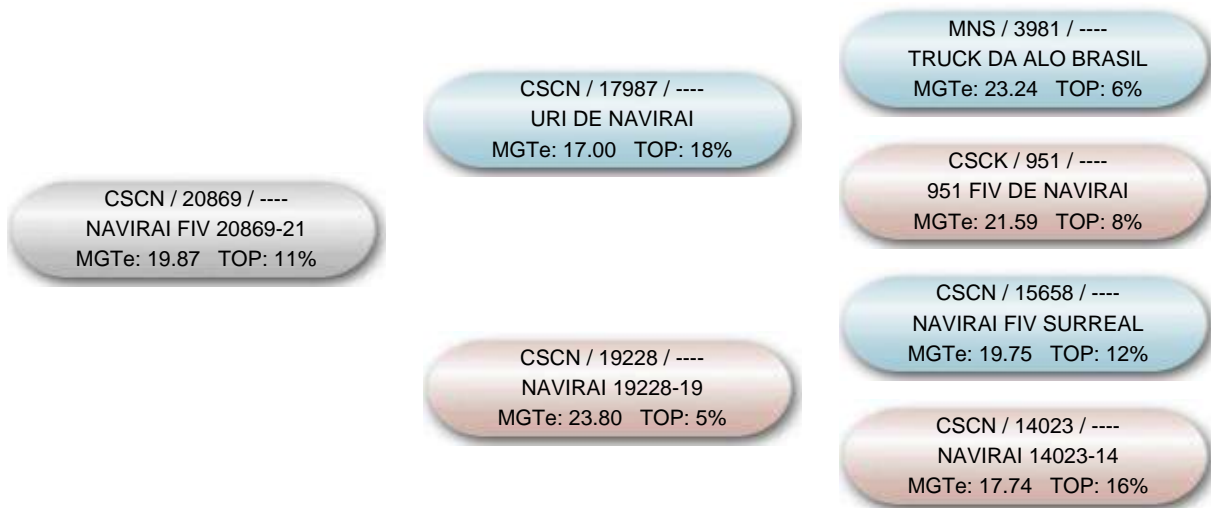 MNS / 3981 / ----
TRUCK DA ALO BRASIL
MGTe: 23.24 TOP: 6%
CSCN / 17987 / ----
URI DE NAVIRAI
MGTe: 17.00 TOP: 18%
CSCK / 951 / ----
951 FIV DE NAVIRAI
MGTe: 21.59 TOP: 8%
CSCN / 20869 / ----
NAVIRAI FIV 20869-21
MGTe: 19.87 TOP: 11%
CSCN / 15658 / ----
NAVIRAI FIV SURREAL
MGTe: 19.75 TOP: 12%
CSCN / 19228 / ----
NAVIRAI 19228-19
MGTe: 23.80 TOP: 5%
CSCN / 14023 / ----
NAVIRAI 14023-14
MGTe: 17.74 TOP: 16%